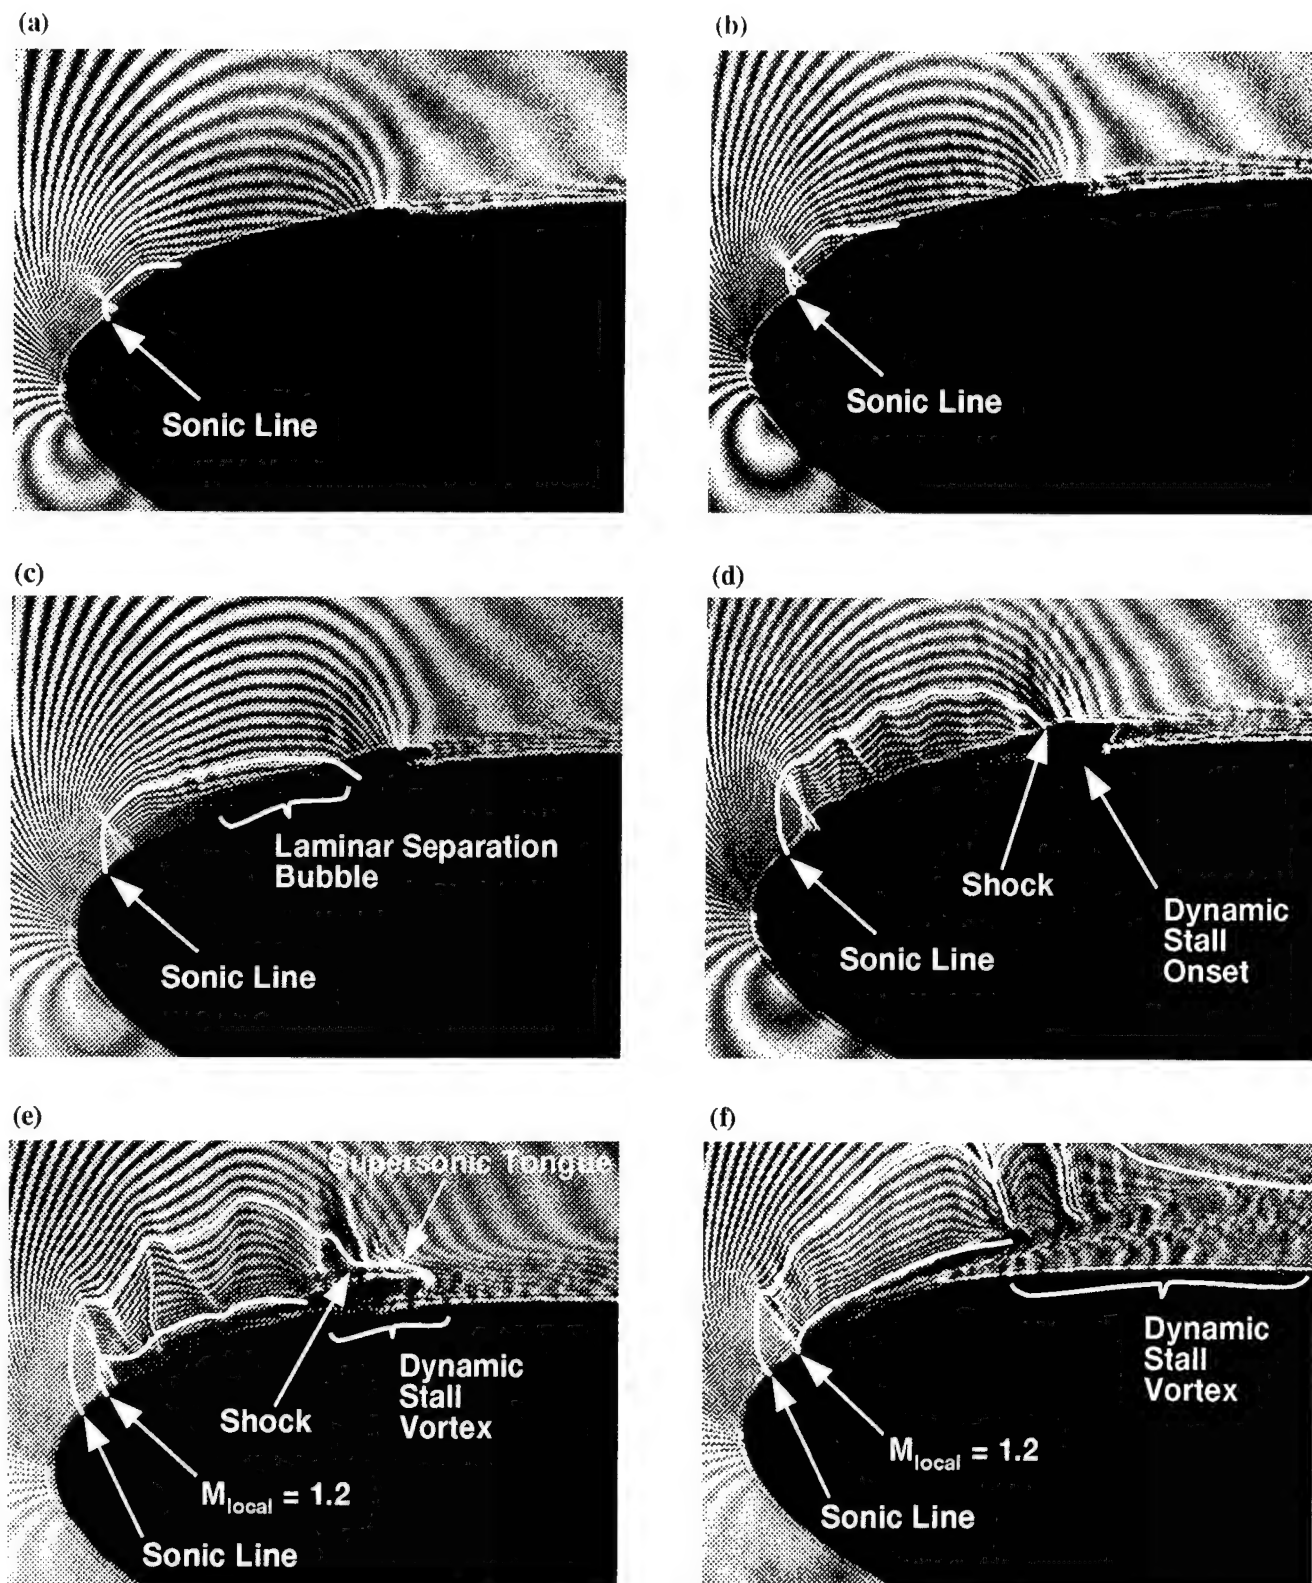 (a)
(b)
Sonic Line
Sonic Line
(c)
(d)
Laminar Separation
Bubble
Sonic Line
Shock
Sonic Line
Dynamic
Stall
Onset
(e)
(f)
Supersonic Tongue
Dynamic
Stall
Vortex
Shock
M_local = 1.2
Sonic Line
Dynamic
Stall
Vortex
M_local = 1.2
Sonic Line